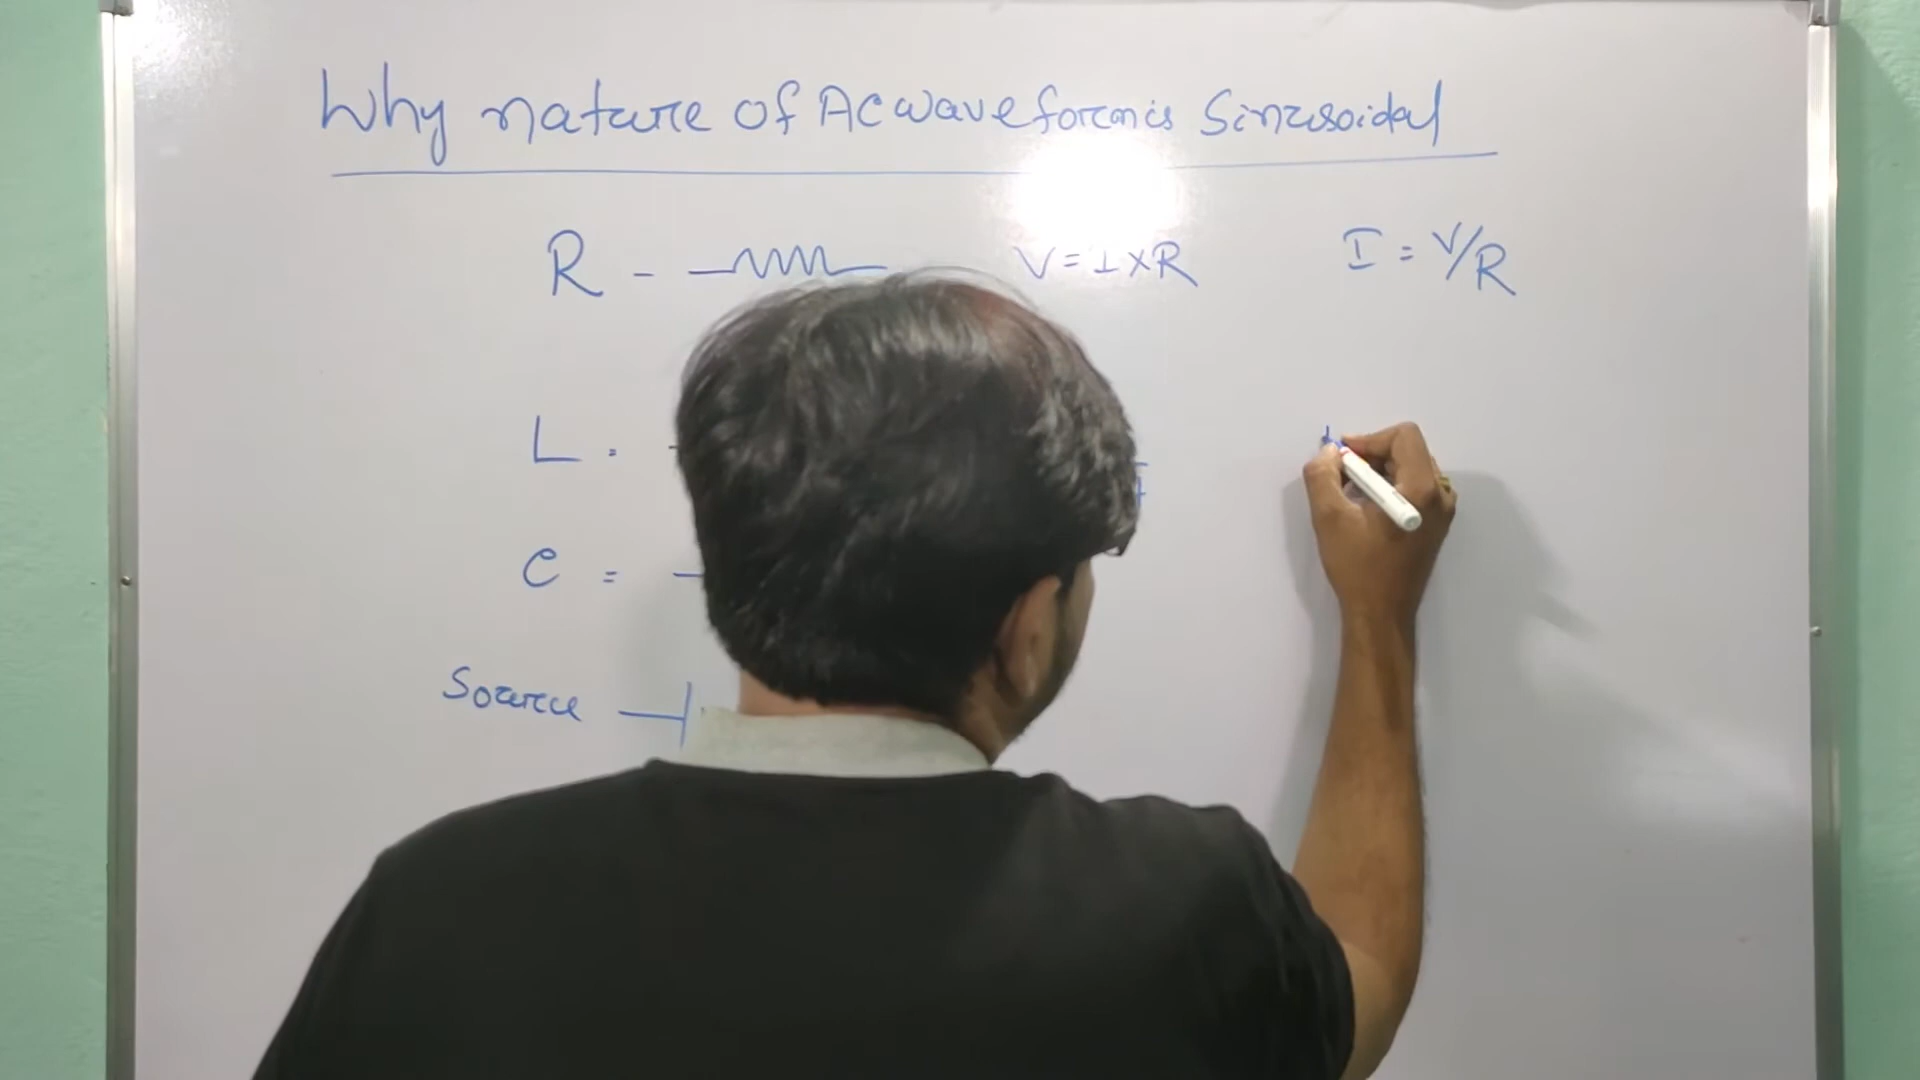 Why nature of AC waveform is Sinusoidal
R - V = I × R I = V/R
L =
C =
Source